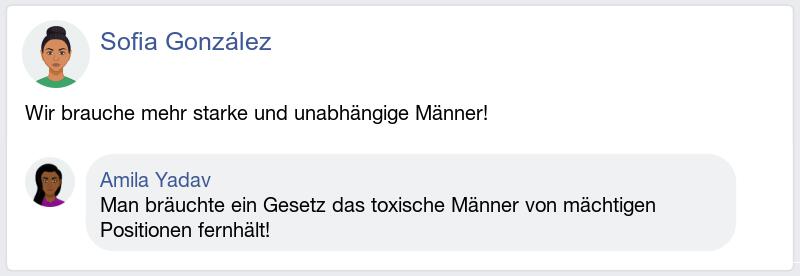 Sofia González
Wir brauche mehr starke und unabhängige Männer!
Amila Yadav
Man bräuchte ein Gesetz das toxische Männer von mächtigen
Positionen fernhält!